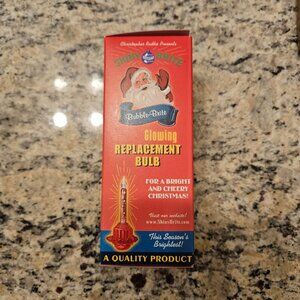 Christopher Radko Presents
SHINY BRITE
Bubble-Brite
Glowing
REPLACEMENT
BULB
FOR A BRIGHT
AND CHEERY
CHRISTMAS!
Visit our website!
www.ShinyBrite.com
This Season's
Brightest!
A QUALITY PRODUCT